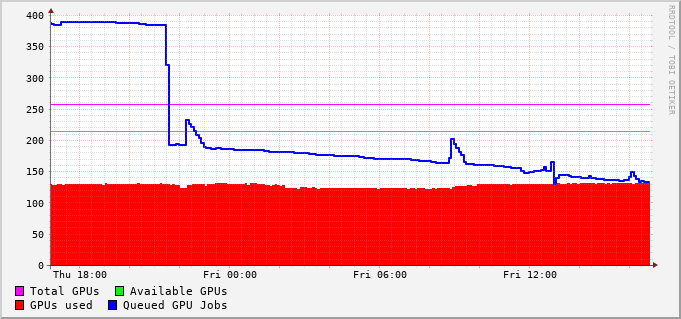 400
350
300
250
200
150
100
50
0
Thu 18:00 Fri 00:00 Fri 06:00 Fri 12:00
Total GPUs Available GPUs
GPUs used Queued GPU Jobs
RRDTOOL / TOBI OETIKER